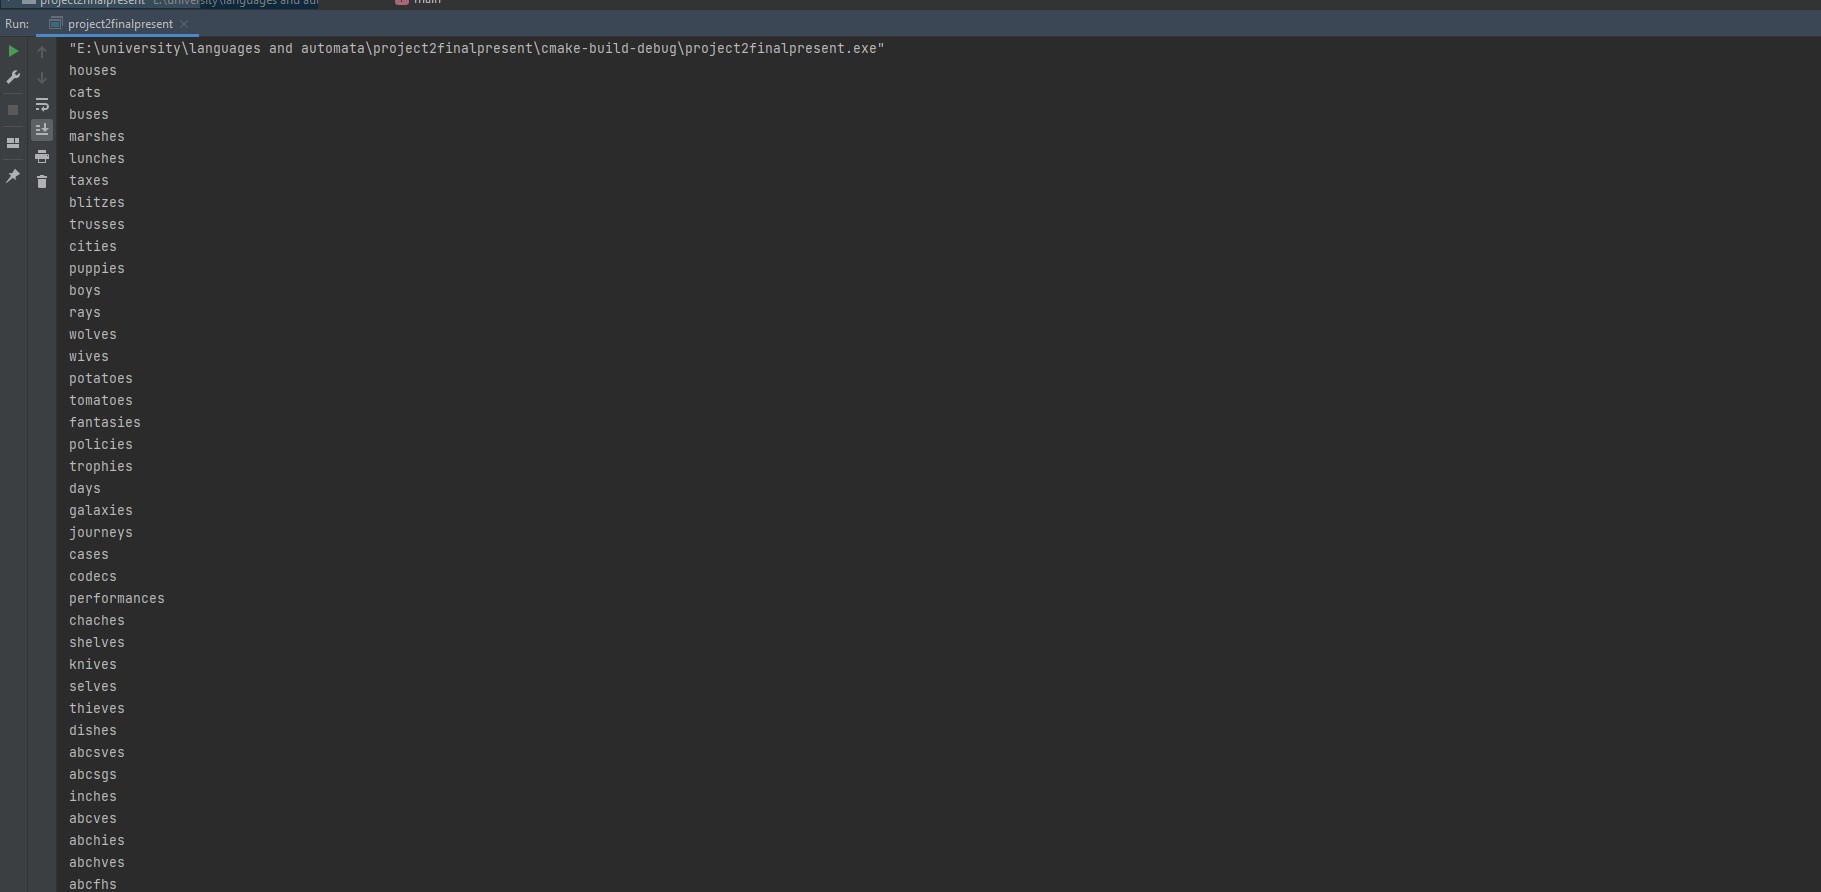 project2finalpresent E:\university\languages and au
main
Run: project2finalpresent
"E:\university\languages and automata\project2finalpresent\cmake-build-debug\project2finalpresent.exe"
houses
cats
buses
marshes
lunches
taxes
blitzes
trusses
cities
puppies
boys
rays
wolves
wives
potatoes
tomatoes
fantasies
policies
trophies
days
galaxies
journeys
cases
codecs
performances
chaches
shelves
knives
selves
thieves
dishes
abcsves
abcsgs
inches
abcves
abchies
abchves
abcfhs